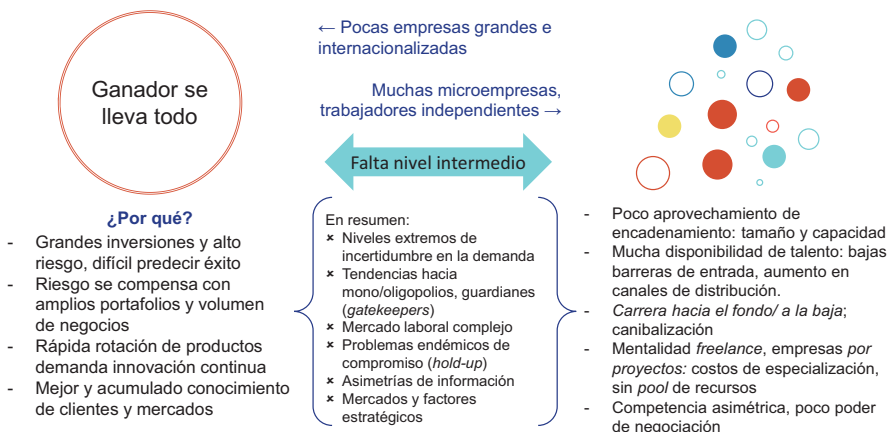 Ganador se
lleva todo
← Pocas empresas grandes e
internacionalizadas
Muchas microempresas,
trabajadores independientes →
Falta nivel intermedio
¿Por qué?
- Grandes inversiones y alto
riesgo, difícil predecir éxito
- Riesgo se compensa con
amplios portafolios y volumen
de negocios
- Rápida rotación de productos
demanda innovación continua
- Mejor y acumulado conocimiento
de clientes y mercados
En resumen:
× Niveles extremos de
incertidumbre en la demanda
× Tendencias hacia
mono/oligopolios, guardianes
(gatekeepers)
× Mercado laboral complejo
× Problemas endémicos de
compromiso (hold-up)
× Asimetrías de información
× Mercados y factores
estratégicos
- Poco aprovechamiento de
encadenamiento: tamaño y capacidad
- Mucha disponibilidad de talento: bajas
barreras de entrada, aumento en
canales de distribución.
- Carrera hacia el fondo/ a la baja;
canibalización
- Mentalidad freelance, empresas por
proyectos: costos de especialización,
sin pool de recursos
- Competencia asimétrica, poco poder
de negociación